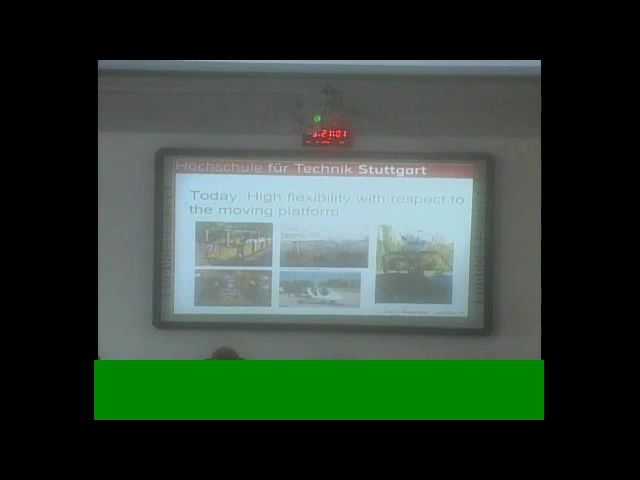 Hochschule für Technik Stuttgart
Today: High flexibility with respect to
the moving platform